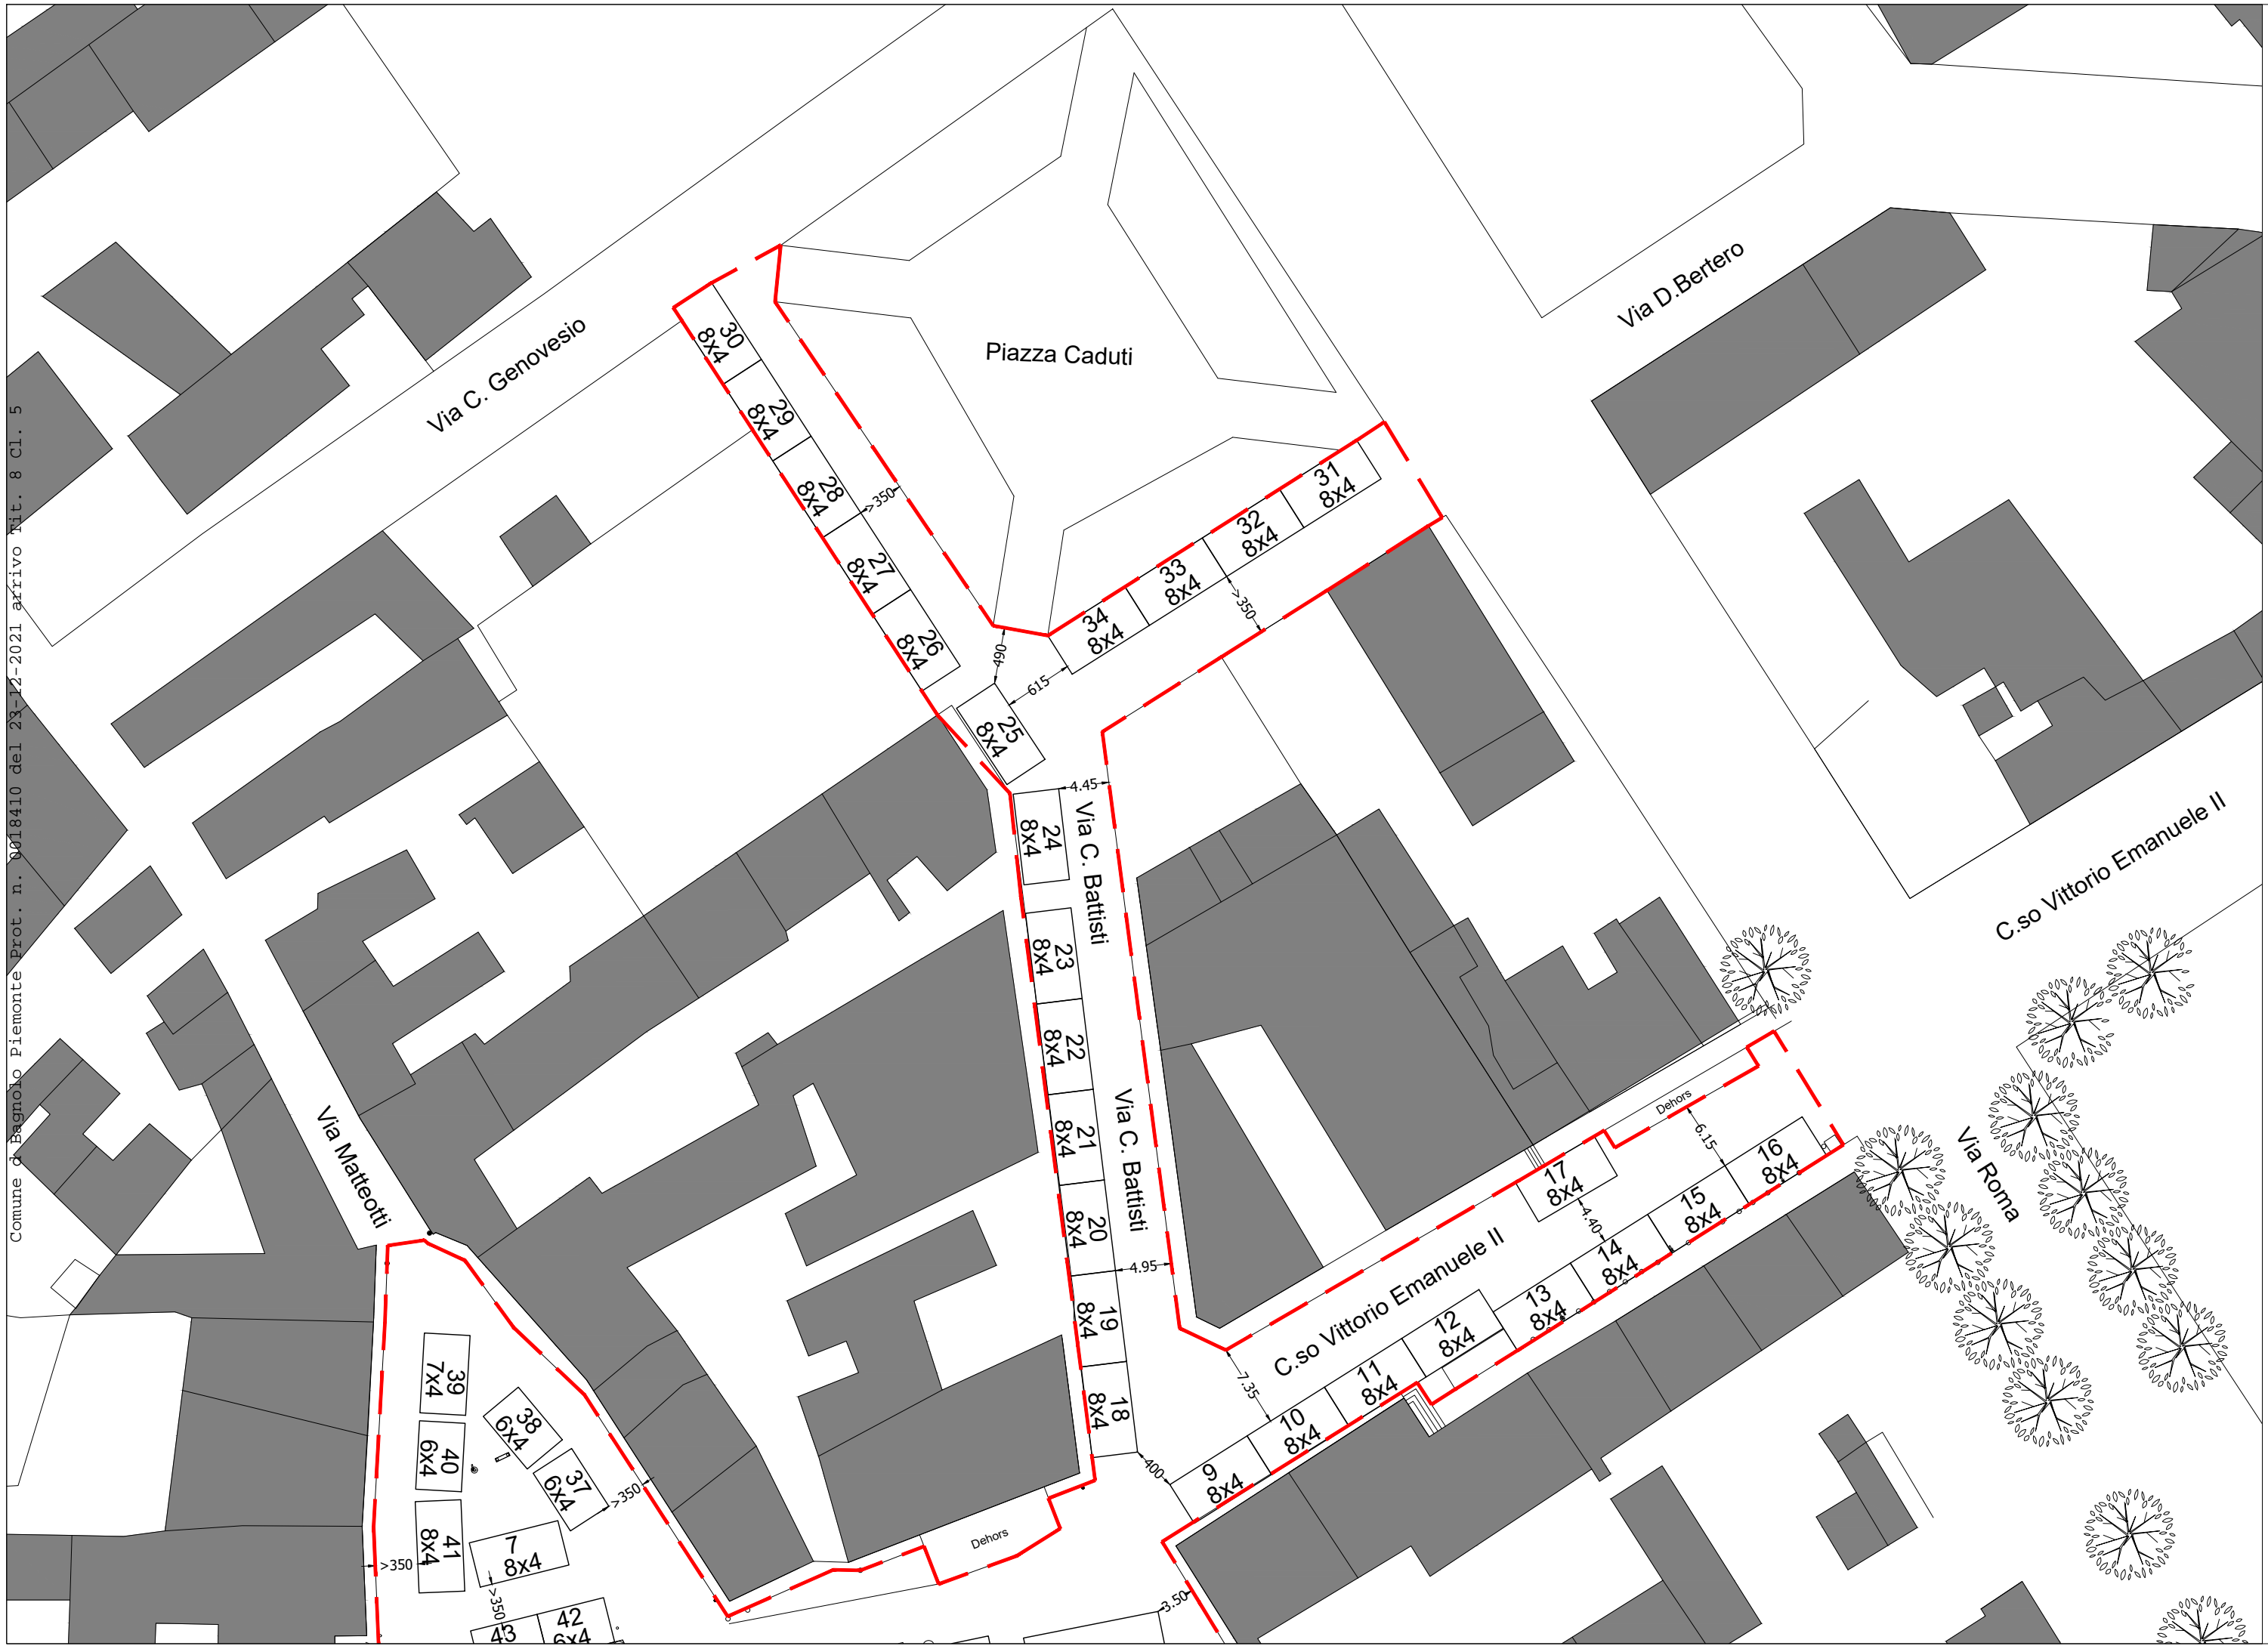 Comune di Bagnolo Piemonte Prot. n. 0018410 del 23-12-2021 arrivo Tit. 8 Cl. 5
Via C. Genovesio
Piazza Caduti
Via D.Bertero
30
8x4
29
8x4
28
8x4
>350
27
8x4
26
8x4
31
8x4
32
8x4
33
8x4
34
8x4
>350
490
615
25
8x4
4.45
24
8x4
Via C. Battisti
23
8x4
22
8x4
21
8x4
Via C. Battisti
20
8x4
4.95
19
8x4
18
8x4
400
C.so Vittorio Emanuele II
Via Roma
Dehors
6.15
16
8x4
17
8x4
15
8x4
4.40
14
8x4
13
8x4
C.so Vittorio Emanuele II
12
8x4
11
8x4
7.35
10
8x4
9
8x4
Via Matteotti
39
7x4
38
6x4
40
6x4
37
6x4
>350
41
8x4
>350
7
8x4
>350
Dehors
42
6x4
43
3.50